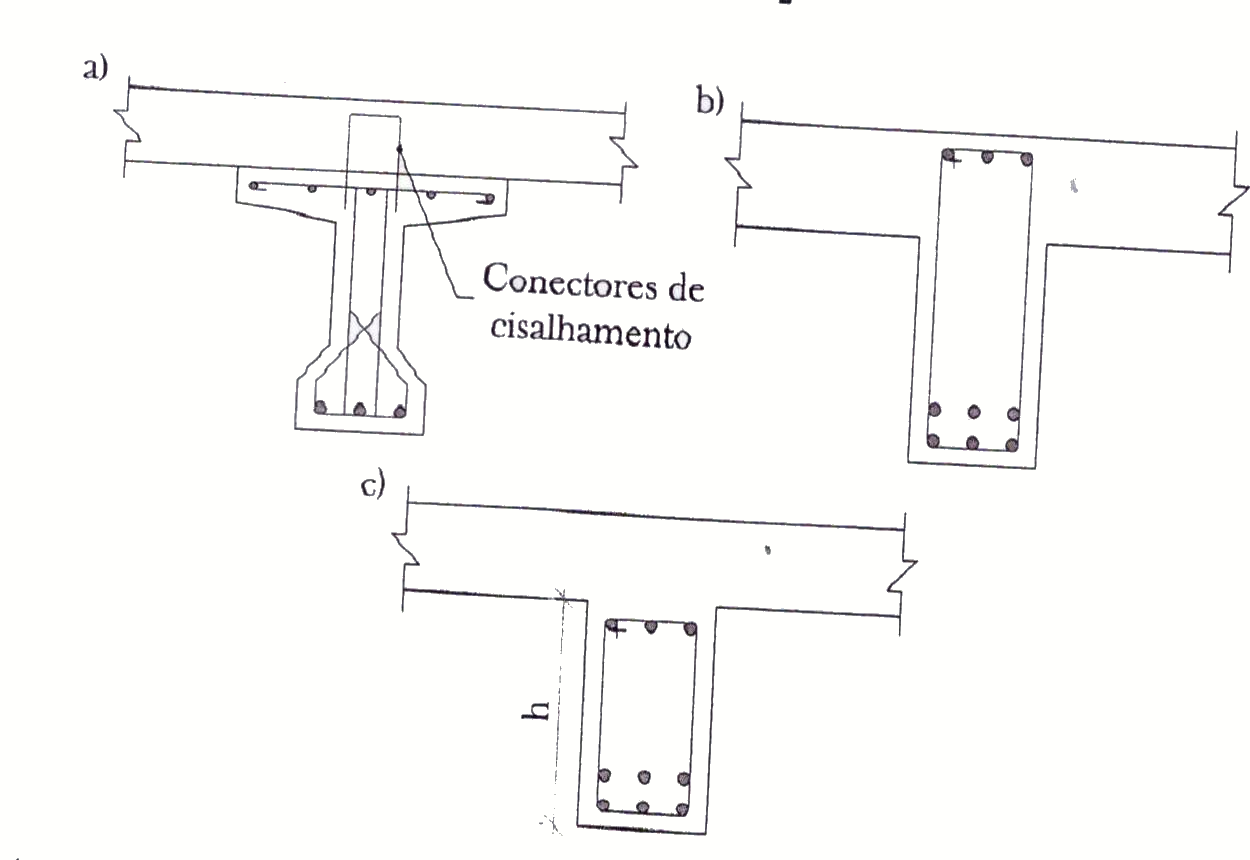 a)
b)
Conectores de
cisalhamento
c)
h